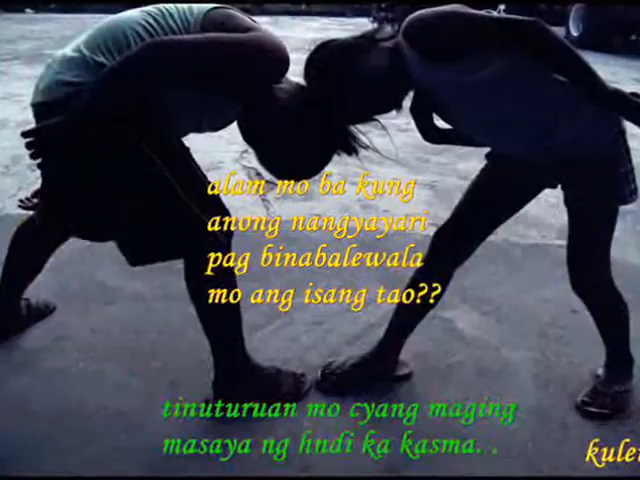 alam mo ba kung
anong nangyayari
pag binabalewala
mo ang isang tao??
tinuturuan mo cyang maging
masaya ng hndi ka kasma. .